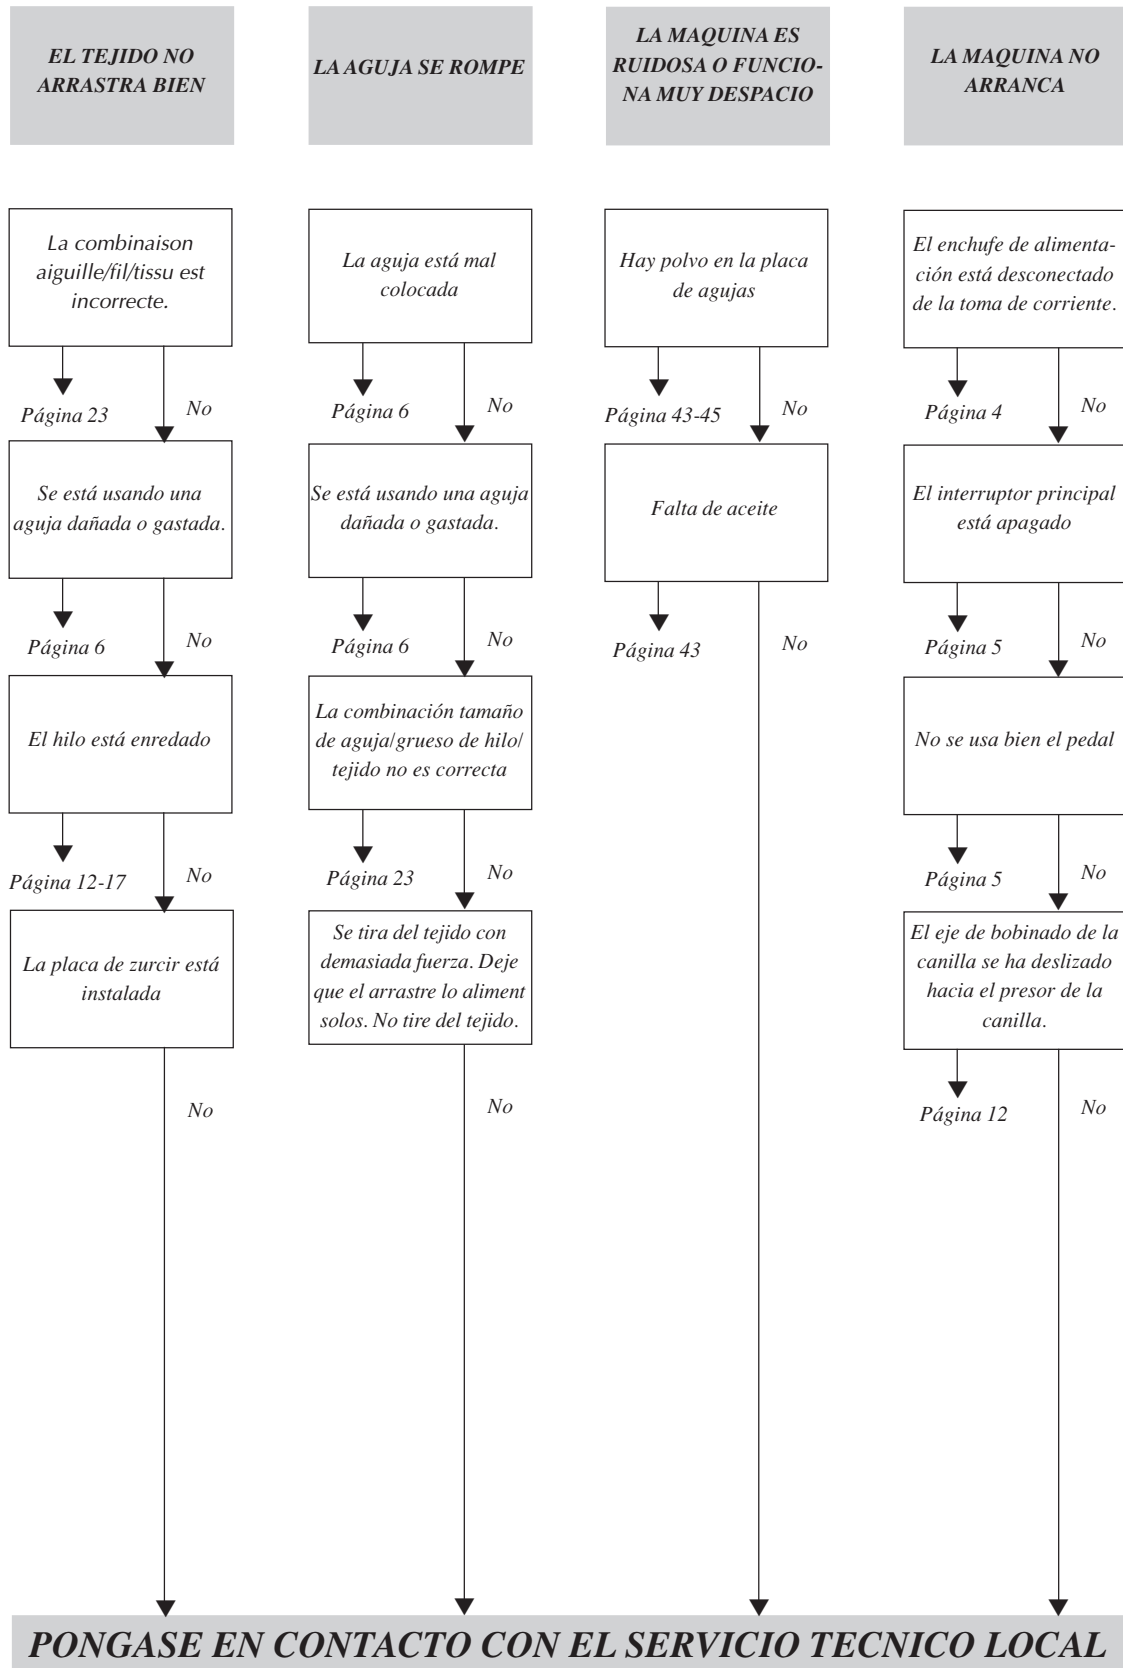 EL TEJIDO NO
ARRASTRA BIEN
La combinaison
aiguille/fil/tissu est
incorrecte.
Página 23
No
Se está usando una
aguja dañada o gastada.
Página 6
No
El hilo está enredado
Página 12-17
No
La placa de zurcir está
instalada
No
LA AGUJA SE ROMPE
La aguja está mal
colocada
Página 6
No
Se está usando una aguja
dañada o gastada.
Página 6
No
La combinación tamaño
de aguja/grueso de hilo/
tejido no es correcta
Página 23
No
Se tira del tejido con
demasiada fuerza. Deje
que el arrastre lo aliment
solos. No tire del tejido.
No
LA MAQUINA ES
RUIDOSA O FUNCIO-
NA MUY DESPACIO
Hay polvo en la placa
de agujas
Página 43-45
No
Falta de aceite
Página 43
No
LA MAQUINA NO
ARRANCA
El enchufe de alimenta-
ción está desconectado
de la toma de corriente.
Página 4
No
El interruptor principal
está apagado
Página 5
No
No se usa bien el pedal
Página 5
No
El eje de bobinado de la
canilla se ha deslizado
hacia el presor de la
canilla.
Página 12
No
PONGASE EN CONTACTO CON EL SERVICIO TECNICO LOCAL